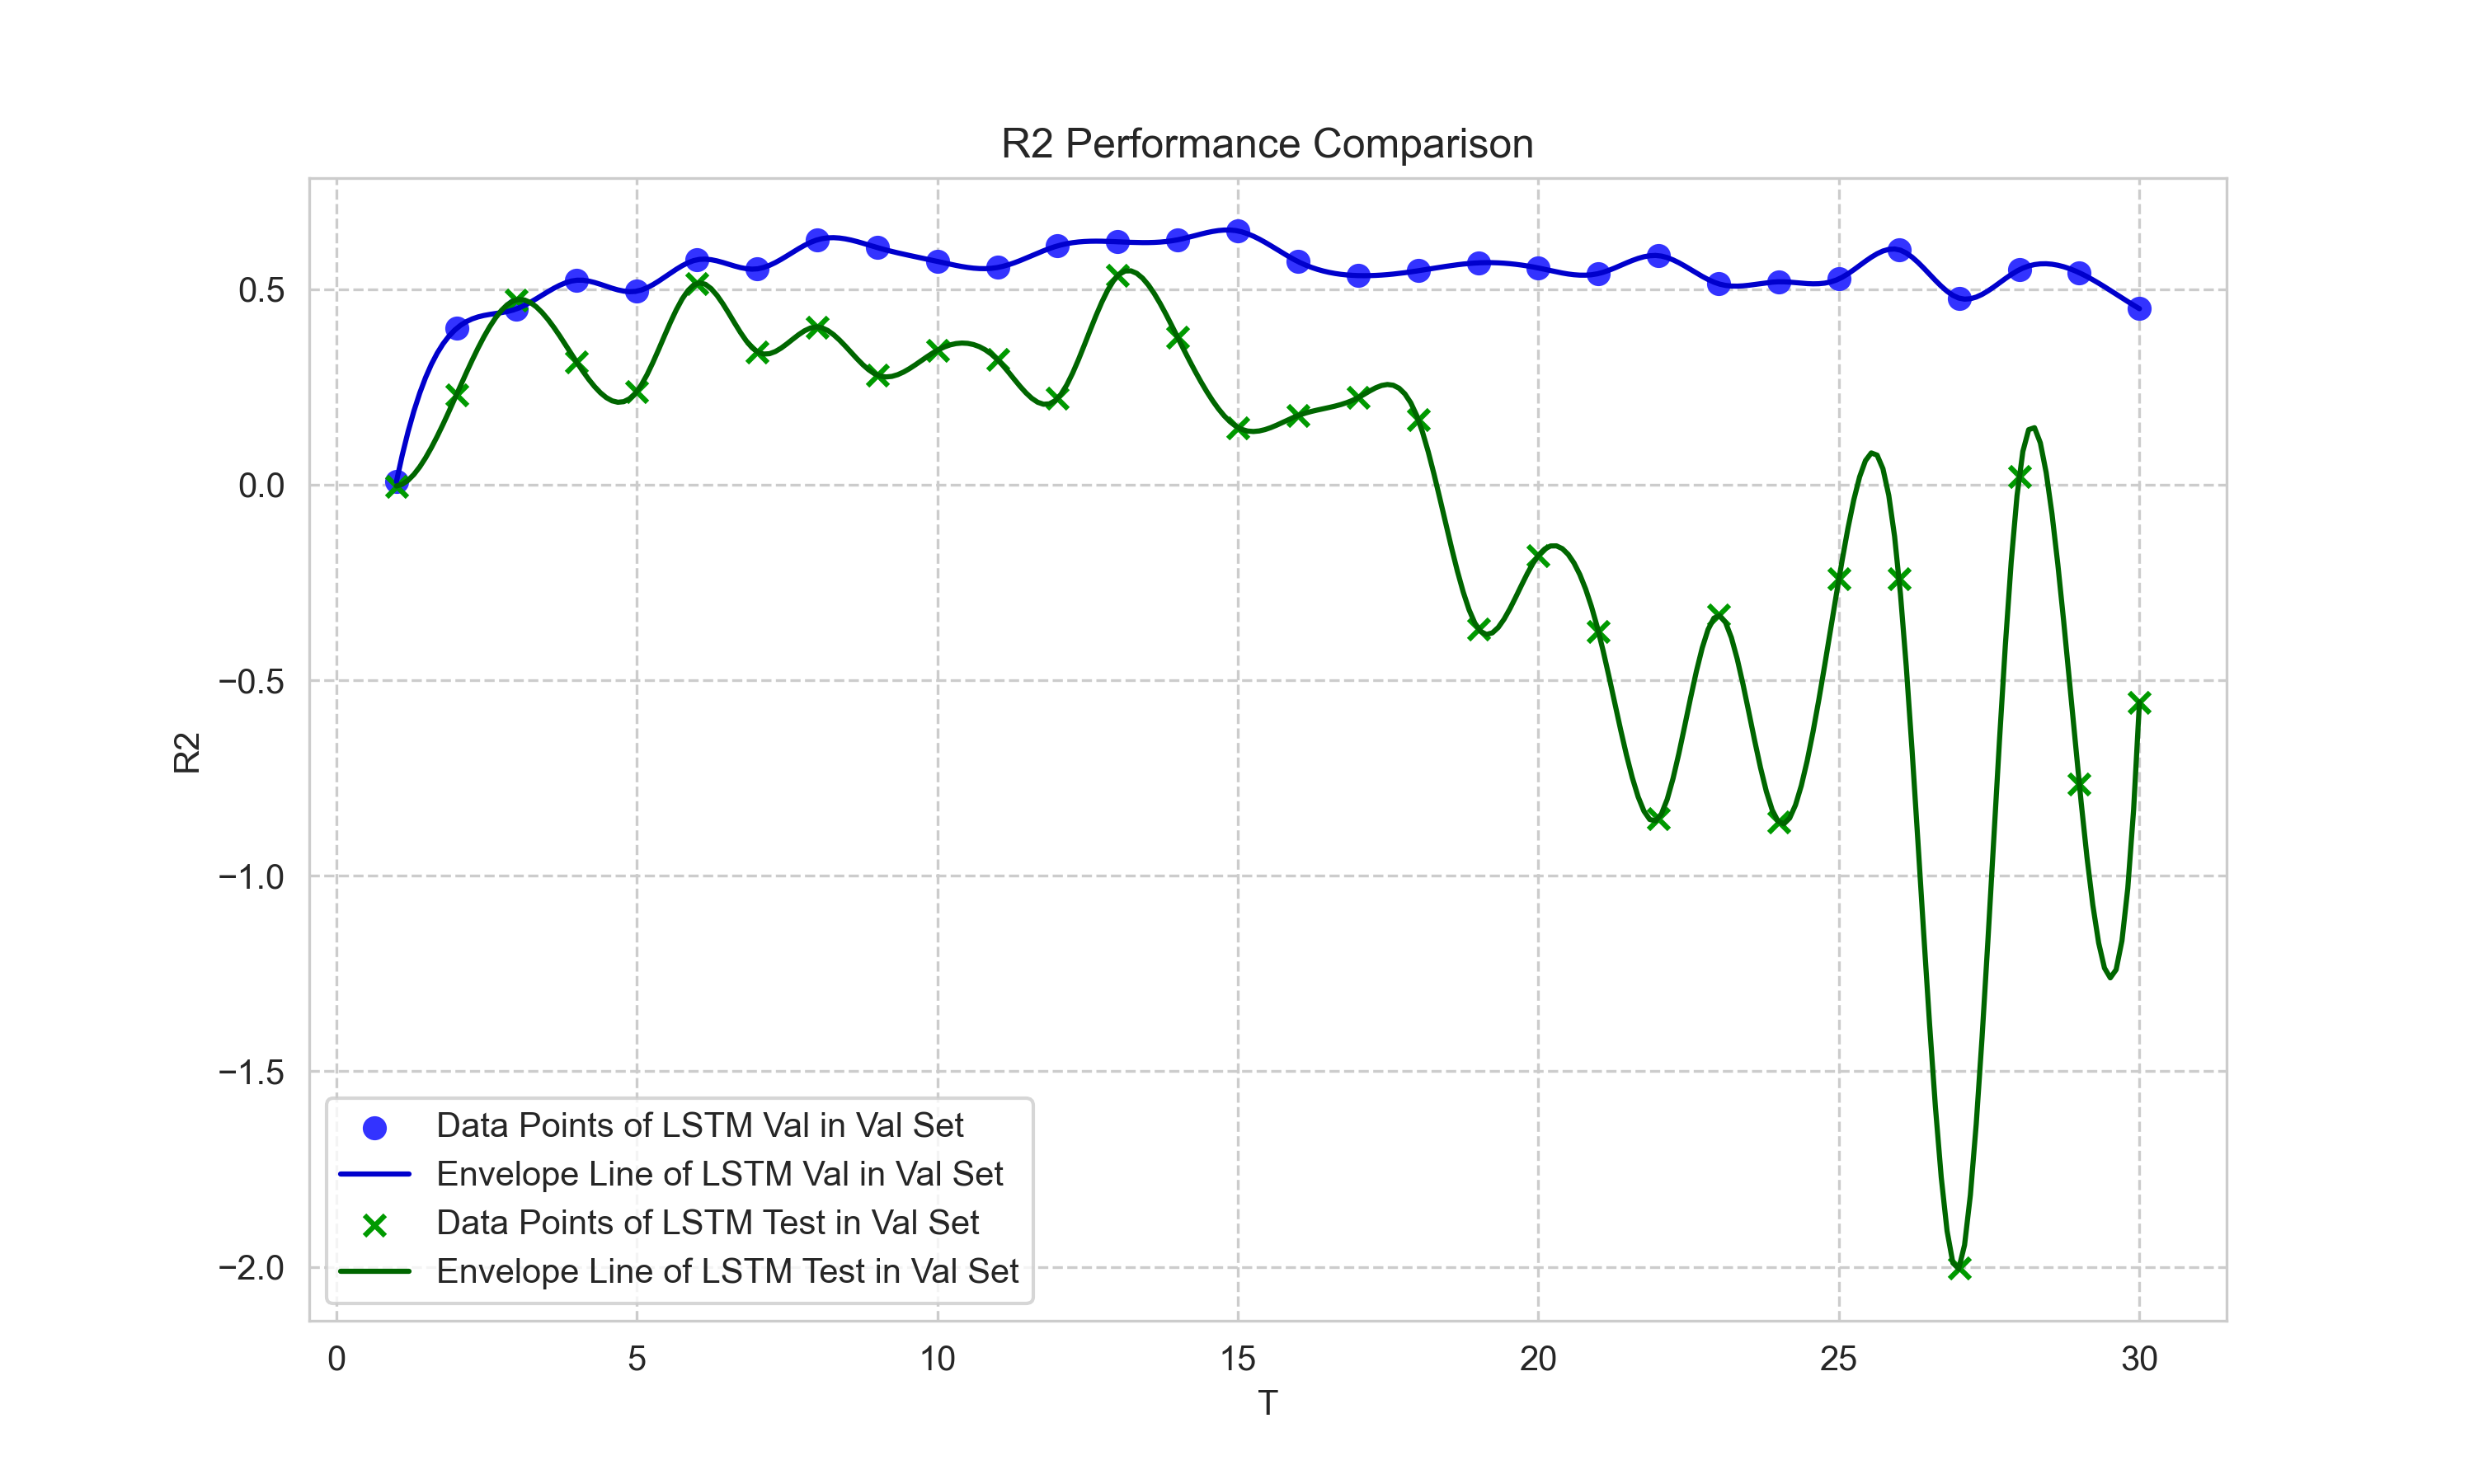 R2 Performance Comparison
0.5
0.0
−0.5
−1.0
−1.5
−2.0
R2
Data Points of LSTM Val in Val Set
Envelope Line of LSTM Val in Val Set
Data Points of LSTM Test in Val Set
Envelope Line of LSTM Test in Val Set
0 5 10 15 20 25 30
T